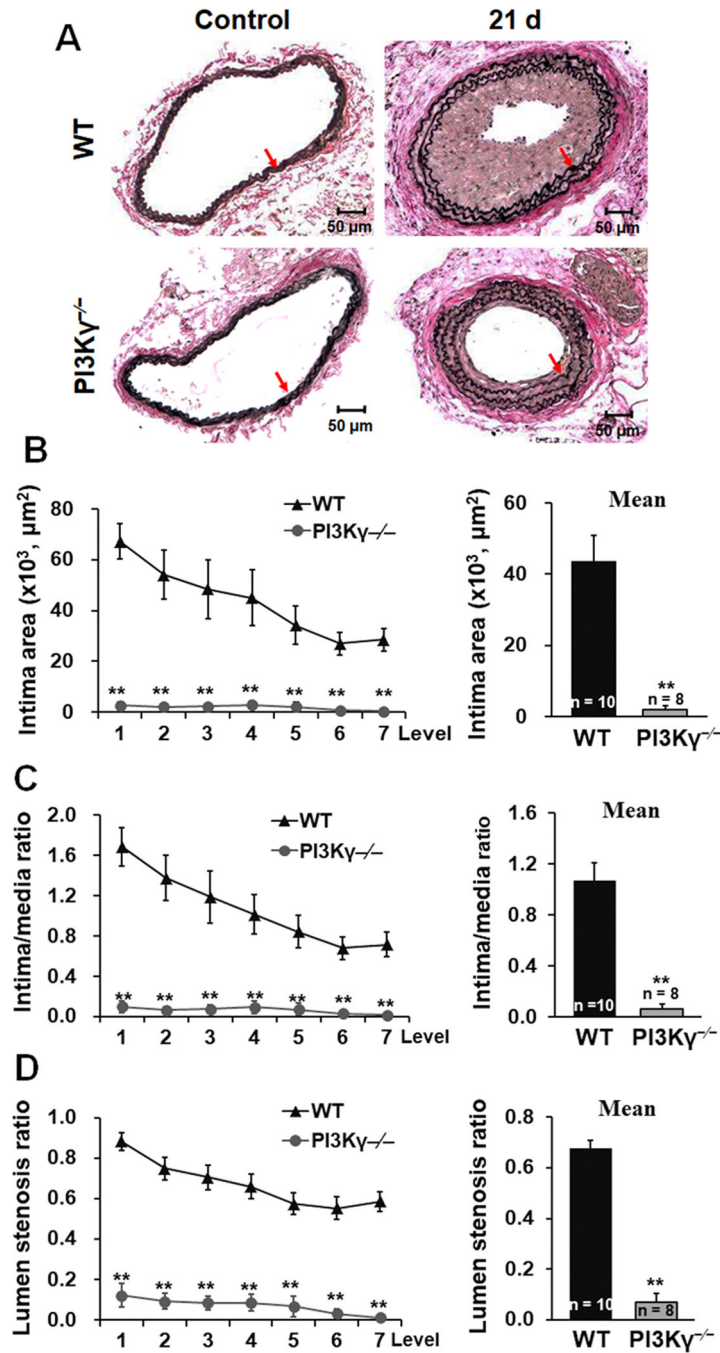 A
Control
21 d
WT
50 µm
50 µm
PI3Kγ−/−
50 µm
50 µm
B
Intima area (x10³, µm²)
80
60
40
20
0
WT
PI3Kγ−/−
** ** ** ** ** ** **
1 2 3 4 5 6 7 Level
Intima area (x10³, µm²)
60
40
20
0
Mean
n = 10
**
n = 8
WT PI3Kγ−/−
C
Intima/media ratio
2.0
1.6
1.2
0.8
0.4
0.0
WT
PI3Kγ−/−
** ** ** ** ** ** **
1 2 3 4 5 6 7 Level
Intima/media ratio
1.6
1.2
0.8
0.4
0.0
Mean
n =10
**
n = 8
WT PI3Kγ−/−
D
Lumen stenosis ratio
1.0
0.8
0.6
0.4
0.2
0.0
WT
PI3Kγ−/−
** ** ** ** ** ** **
1 2 3 4 5 6 7 Level
Lumen stenosis ratio
0.8
0.6
0.4
0.2
0.0
Mean
n = 10
**
n = 8
WT PI3Kγ−/−